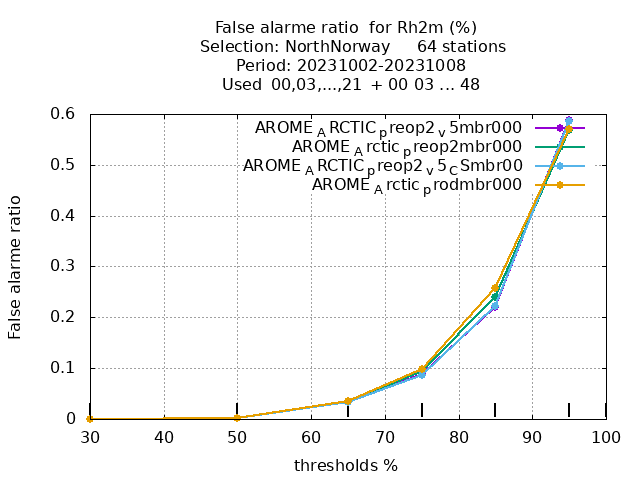 False alarme ratio  for Rh2m (%)
Selection: NorthNorway     64 stations
Period: 20231002-20231008
Used  00,03,...,21  + 00 03 ... 48
AROME_ARCTIC_preop2_v5mbr000
AROME_Arctic_preop2mbr000
AROME_ARCTIC_preop2_v5_CSmbr00
AROME_Arctic_prodmbr000
0.6
0.5
0.4
0.3
0.2
0.1
0
False alarme ratio
30 40 50 60 70 80 90 100
thresholds %